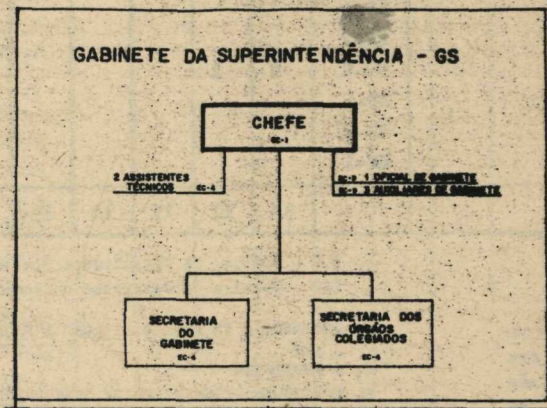 GABINETE DA SUPERINTENDÊNCIA - GS
CHEFE
EC-1
2 ASSISTENTES
TÉCNICOS EC-4
1 OFICIAL DE GABINETE
3 AUXILIARES DE GABINETE
SECRETARIA
DO
GABINETE
EC-4
SECRETARIA DOS
ÓRGÃOS
COLEGIADOS
EC-4